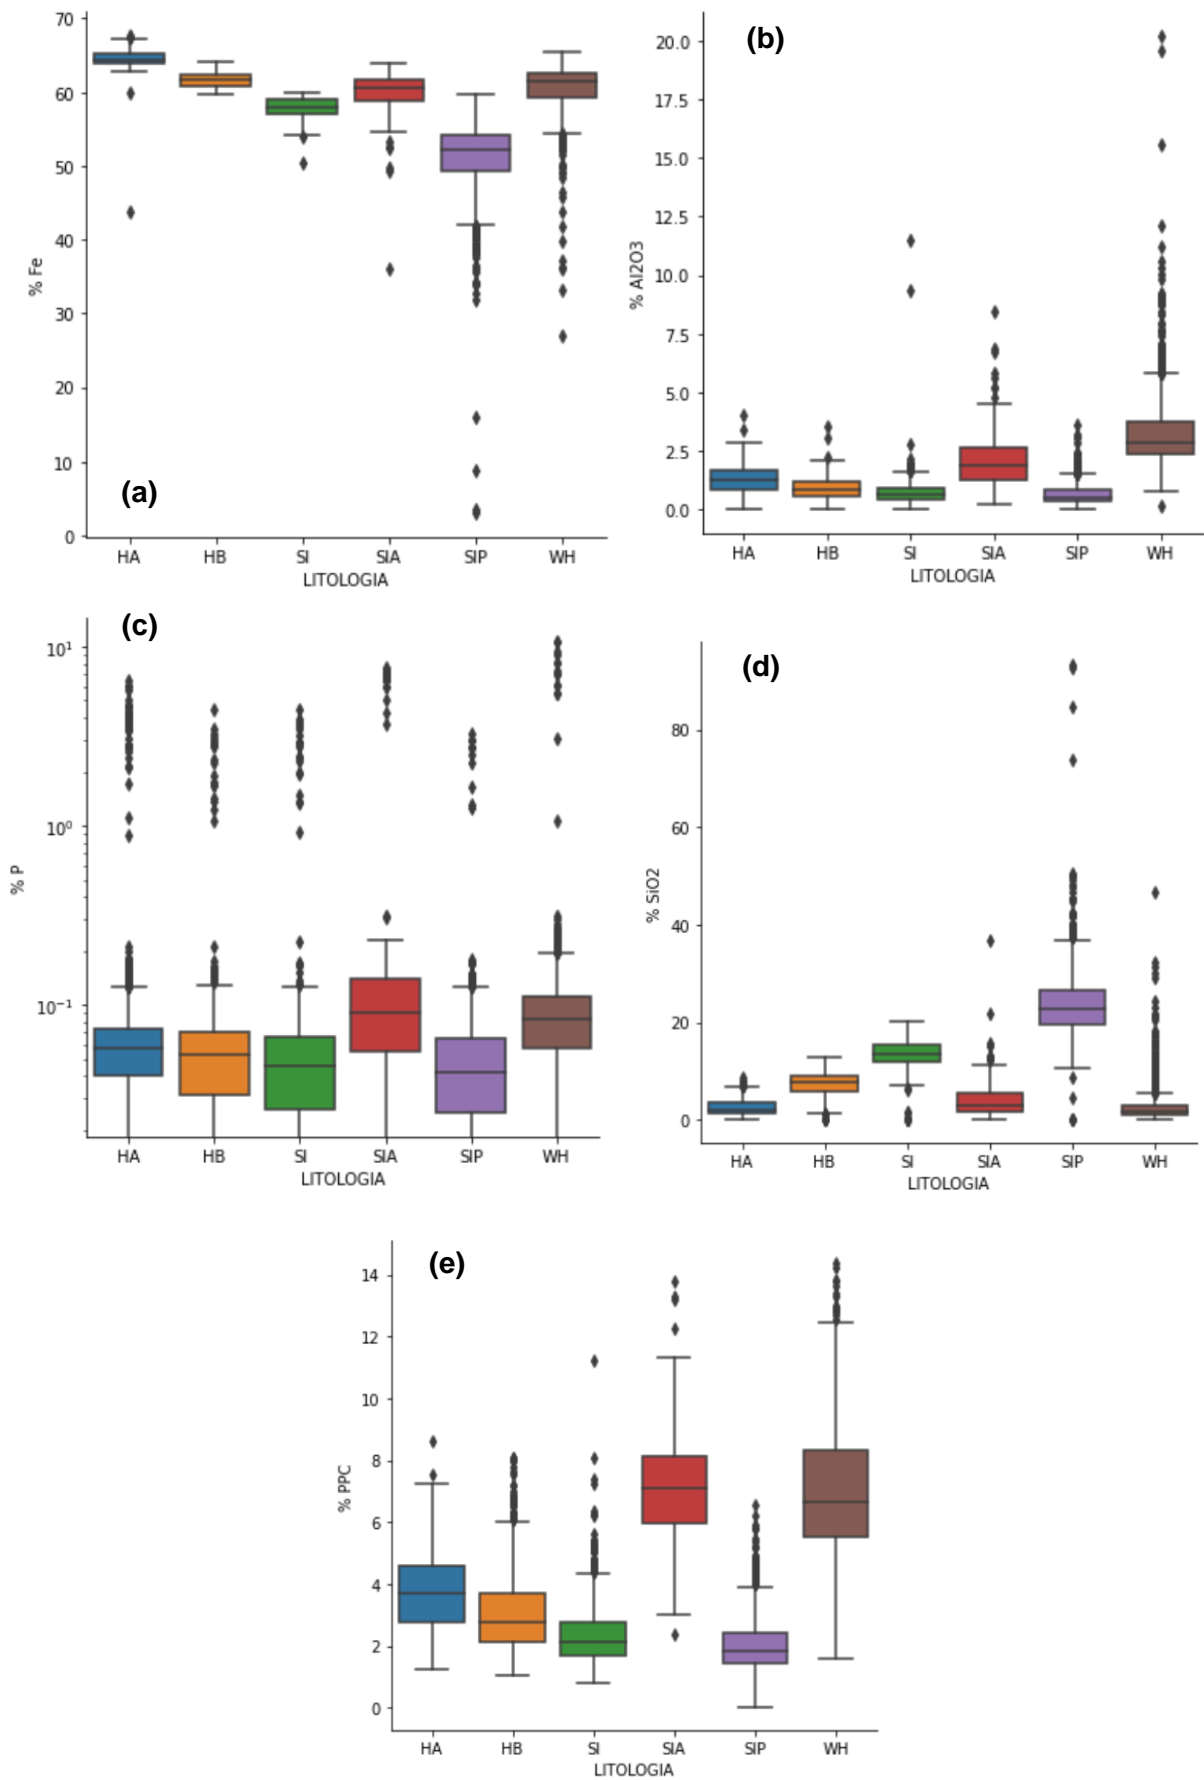 (a)
% Fe
70
60
50
40
30
20
10
0
HA HB SI SIA SIP WH
LITOLOGIA
(b)
% Al2O3
20.0
17.5
15.0
12.5
10.0
7.5
5.0
2.5
0.0
HA HB SI SIA SIP WH
LITOLOGIA
(c)
% P
10¹
10⁰
10⁻¹
HA HB SI SIA SIP WH
LITOLOGIA
(d)
% SiO2
80
60
40
20
0
HA HB SI SIA SIP WH
LITOLOGIA
(e)
% PPC
14
12
10
8
6
4
2
0
HA HB SI SIA SIP WH
LITOLOGIA